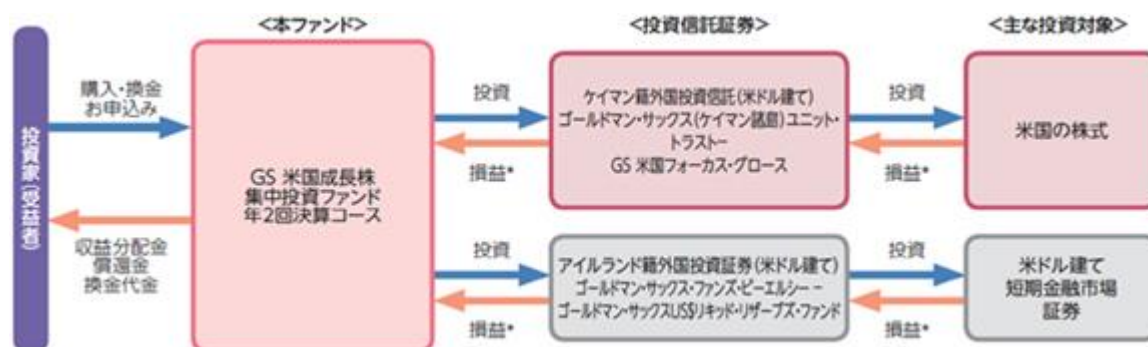 <本ファンド>
<投資信託証券>
<主な投資対象>
投資家(受益者)
購入・換金
お申込み
収益分配金
償還金
換金代金
GS 米国成長株
集中投資ファンド
年2回決算コース
投資
損益*
ケイマン籍外国投資信託(米ドル建て)
ゴールドマン・サックス(ケイマン諸島)ユニット・
トラスト−
GS 米国フォーカス・グロース
投資
損益*
米国の株式
投資
損益*
アイルランド籍外国投資証券(米ドル建て)
ゴールドマン・サックス・ファンズ・ピーエルシー −
ゴールドマン・サックスUS$リキッド・リザーブズ・ファンド
投資
損益*
米ドル建て
短期金融市場
証券